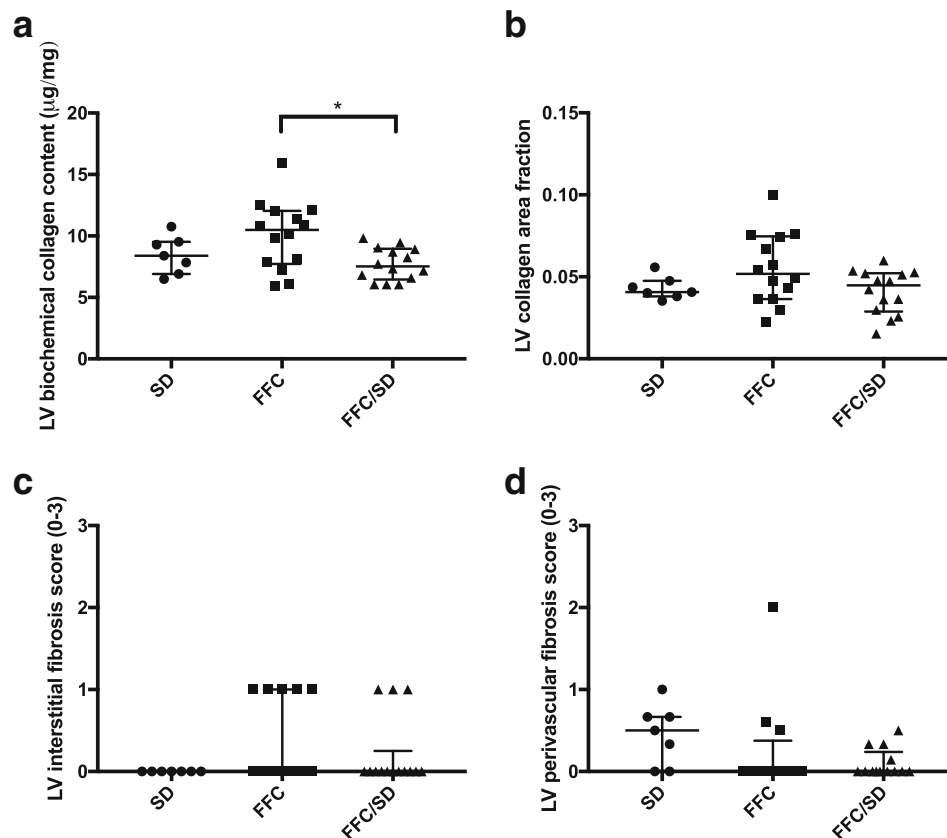 a
LV biochemical collagen content (μg/mg)
20
15
10
5
0
*
SD
FFC
FFC/SD
b
LV collagen area fraction
0.15
0.10
0.05
0.00
SD
FFC
FFC/SD
c
LV interstitial fibrosis score (0-3)
3
2
1
0
SD
FFC
FFC/SD
d
LV perivascular fibrosis score (0-3)
3
2
1
0
SD
FFC
FFC/SD